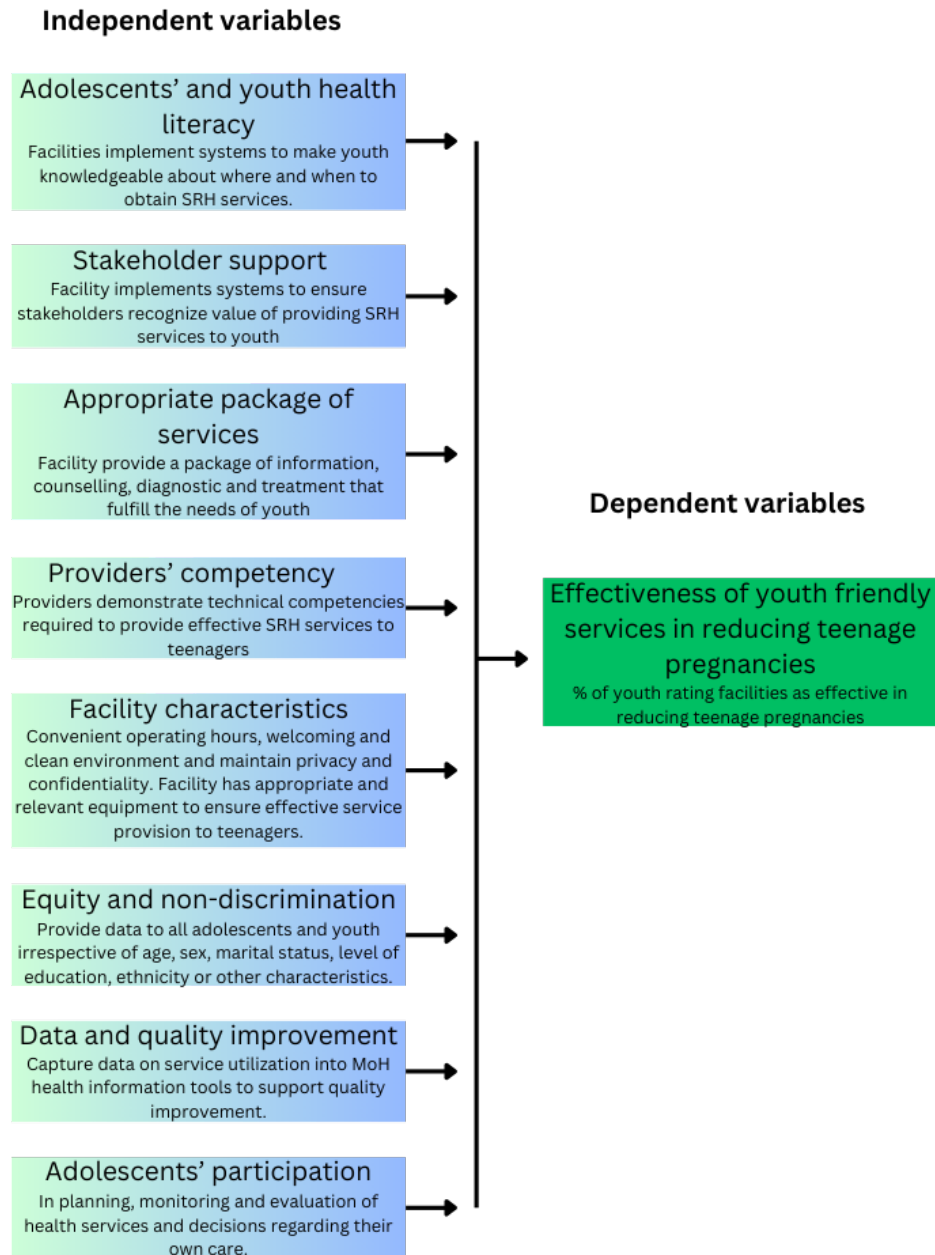 Independent variables
Adolescents’ and youth health
literacy
Facilities implement systems to make youth
knowledgeable about where and when to
obtain SRH services.
Stakeholder support
Facility implements systems to ensure
stakeholders recognize value of providing SRH
services to youth
Appropriate package of
services
Facility provide a package of information,
counselling, diagnostic and treatment that
fulfill the needs of youth
Providers’ competency
Providers demonstrate technical competencies
required to provide effective SRH services to
teenagers
Facility characteristics
Convenient operating hours, welcoming and
clean environment and maintain privacy and
confidentiality. Facility has appropriate and
relevant equipment to ensure effective service
provision to teenagers.
Equity and non-discrimination
Provide data to all adolescents and youth
irrespective of age, sex, marital status, level of
education, ethnicity or other characteristics.
Data and quality improvement
Capture data on service utilization into MoH
health information tools to support quality
improvement.
Adolescents’ participation
In planning, monitoring and evaluation of
health services and decisions regarding their
own care.
Dependent variables
Effectiveness of youth friendly
services in reducing teenage
pregnancies
% of youth rating facilities as effective in
reducing teenage pregnancies